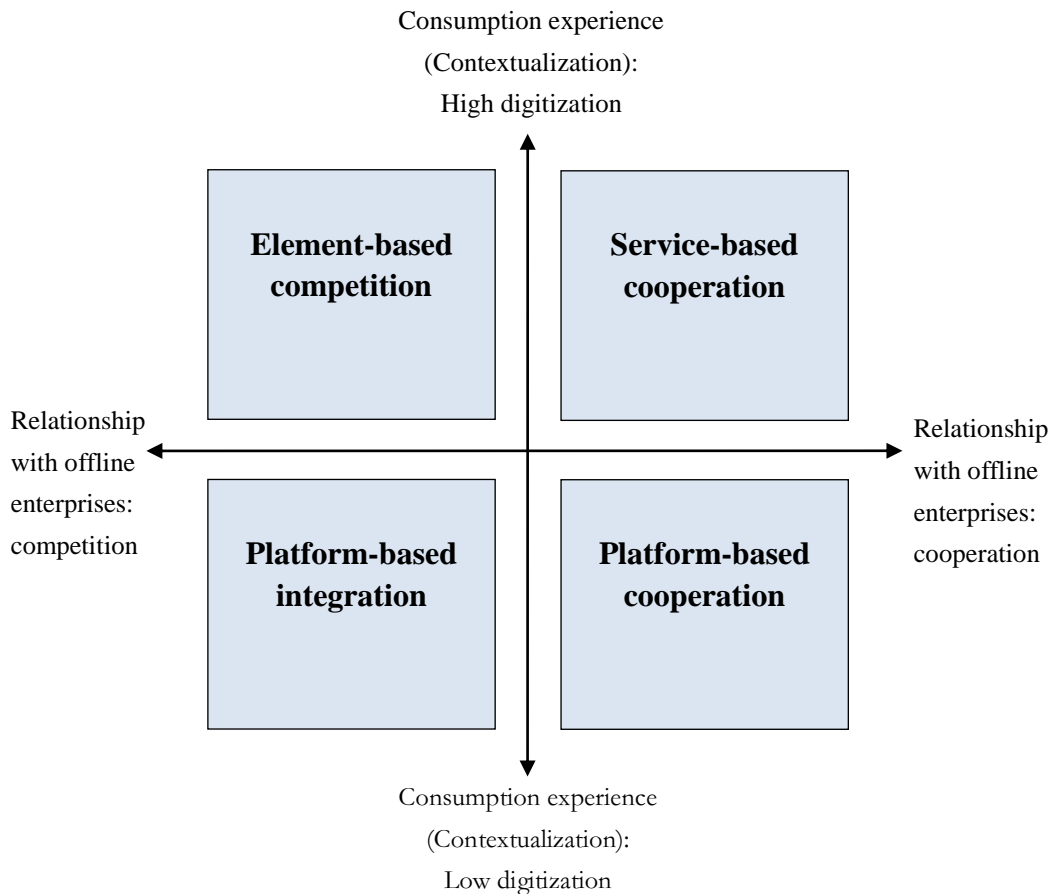 Consumption experience
(Contextualization):
High digitization
Element-based
competition
Service-based
cooperation
Relationship
with offline
enterprises:
competition
Relationship
with offline
enterprises:
cooperation
Platform-based
integration
Platform-based
cooperation
Consumption experience
(Contextualization):
Low digitization